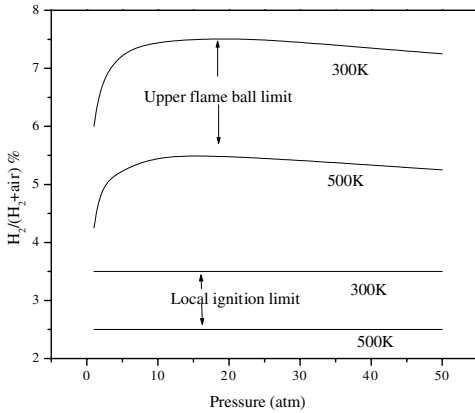 8
7
6
5
4
3
2
H2/(H2+air) %
300K
Upper flame ball limit
500K
300K
Local ignition limit
500K
0 10 20 30 40 50
Pressure (atm)